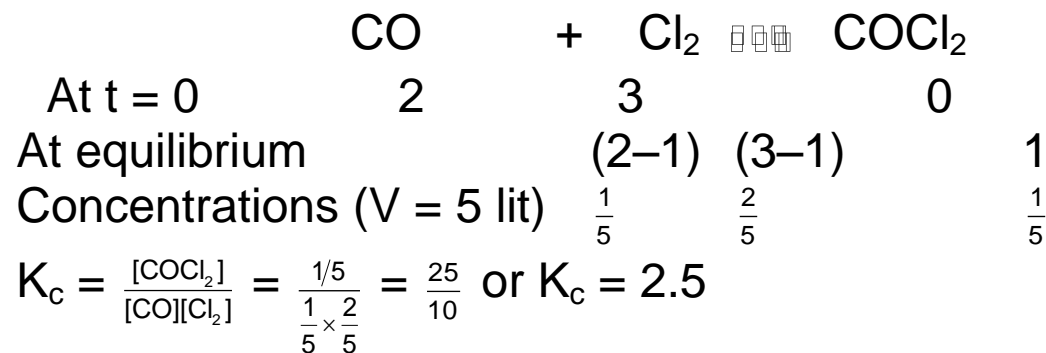 CO + Cl₂ COCl₂
At t = 0 2 3 0
At equilibrium (2–1) (3–1) 1
Concentrations (V = 5 lit) 1/5 2/5 1/5
K_c = [COCl₂]/[CO][Cl₂] = (1/5)/(1/5 × 2/5) = 25/10 or K_c = 2.5